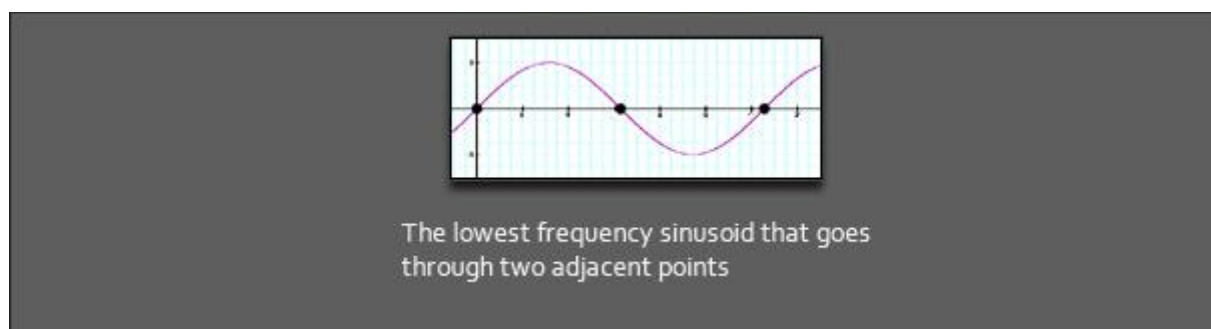 The lowest frequency sinusoid that goes
through two adjacent points